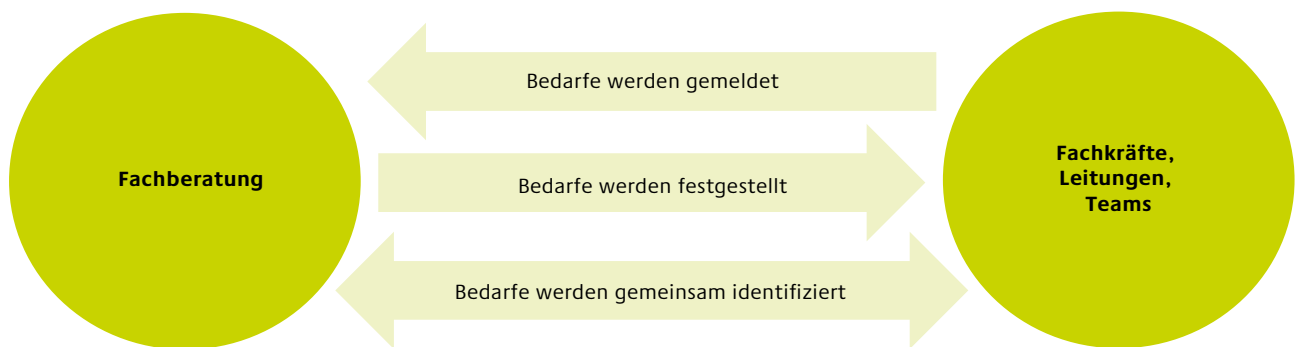 Bedarfe werden gemeldet
Fachberatung
Bedarfe werden festgestellt
Fachkräfte,
Leitungen,
Teams
Bedarfe werden gemeinsam identifiziert